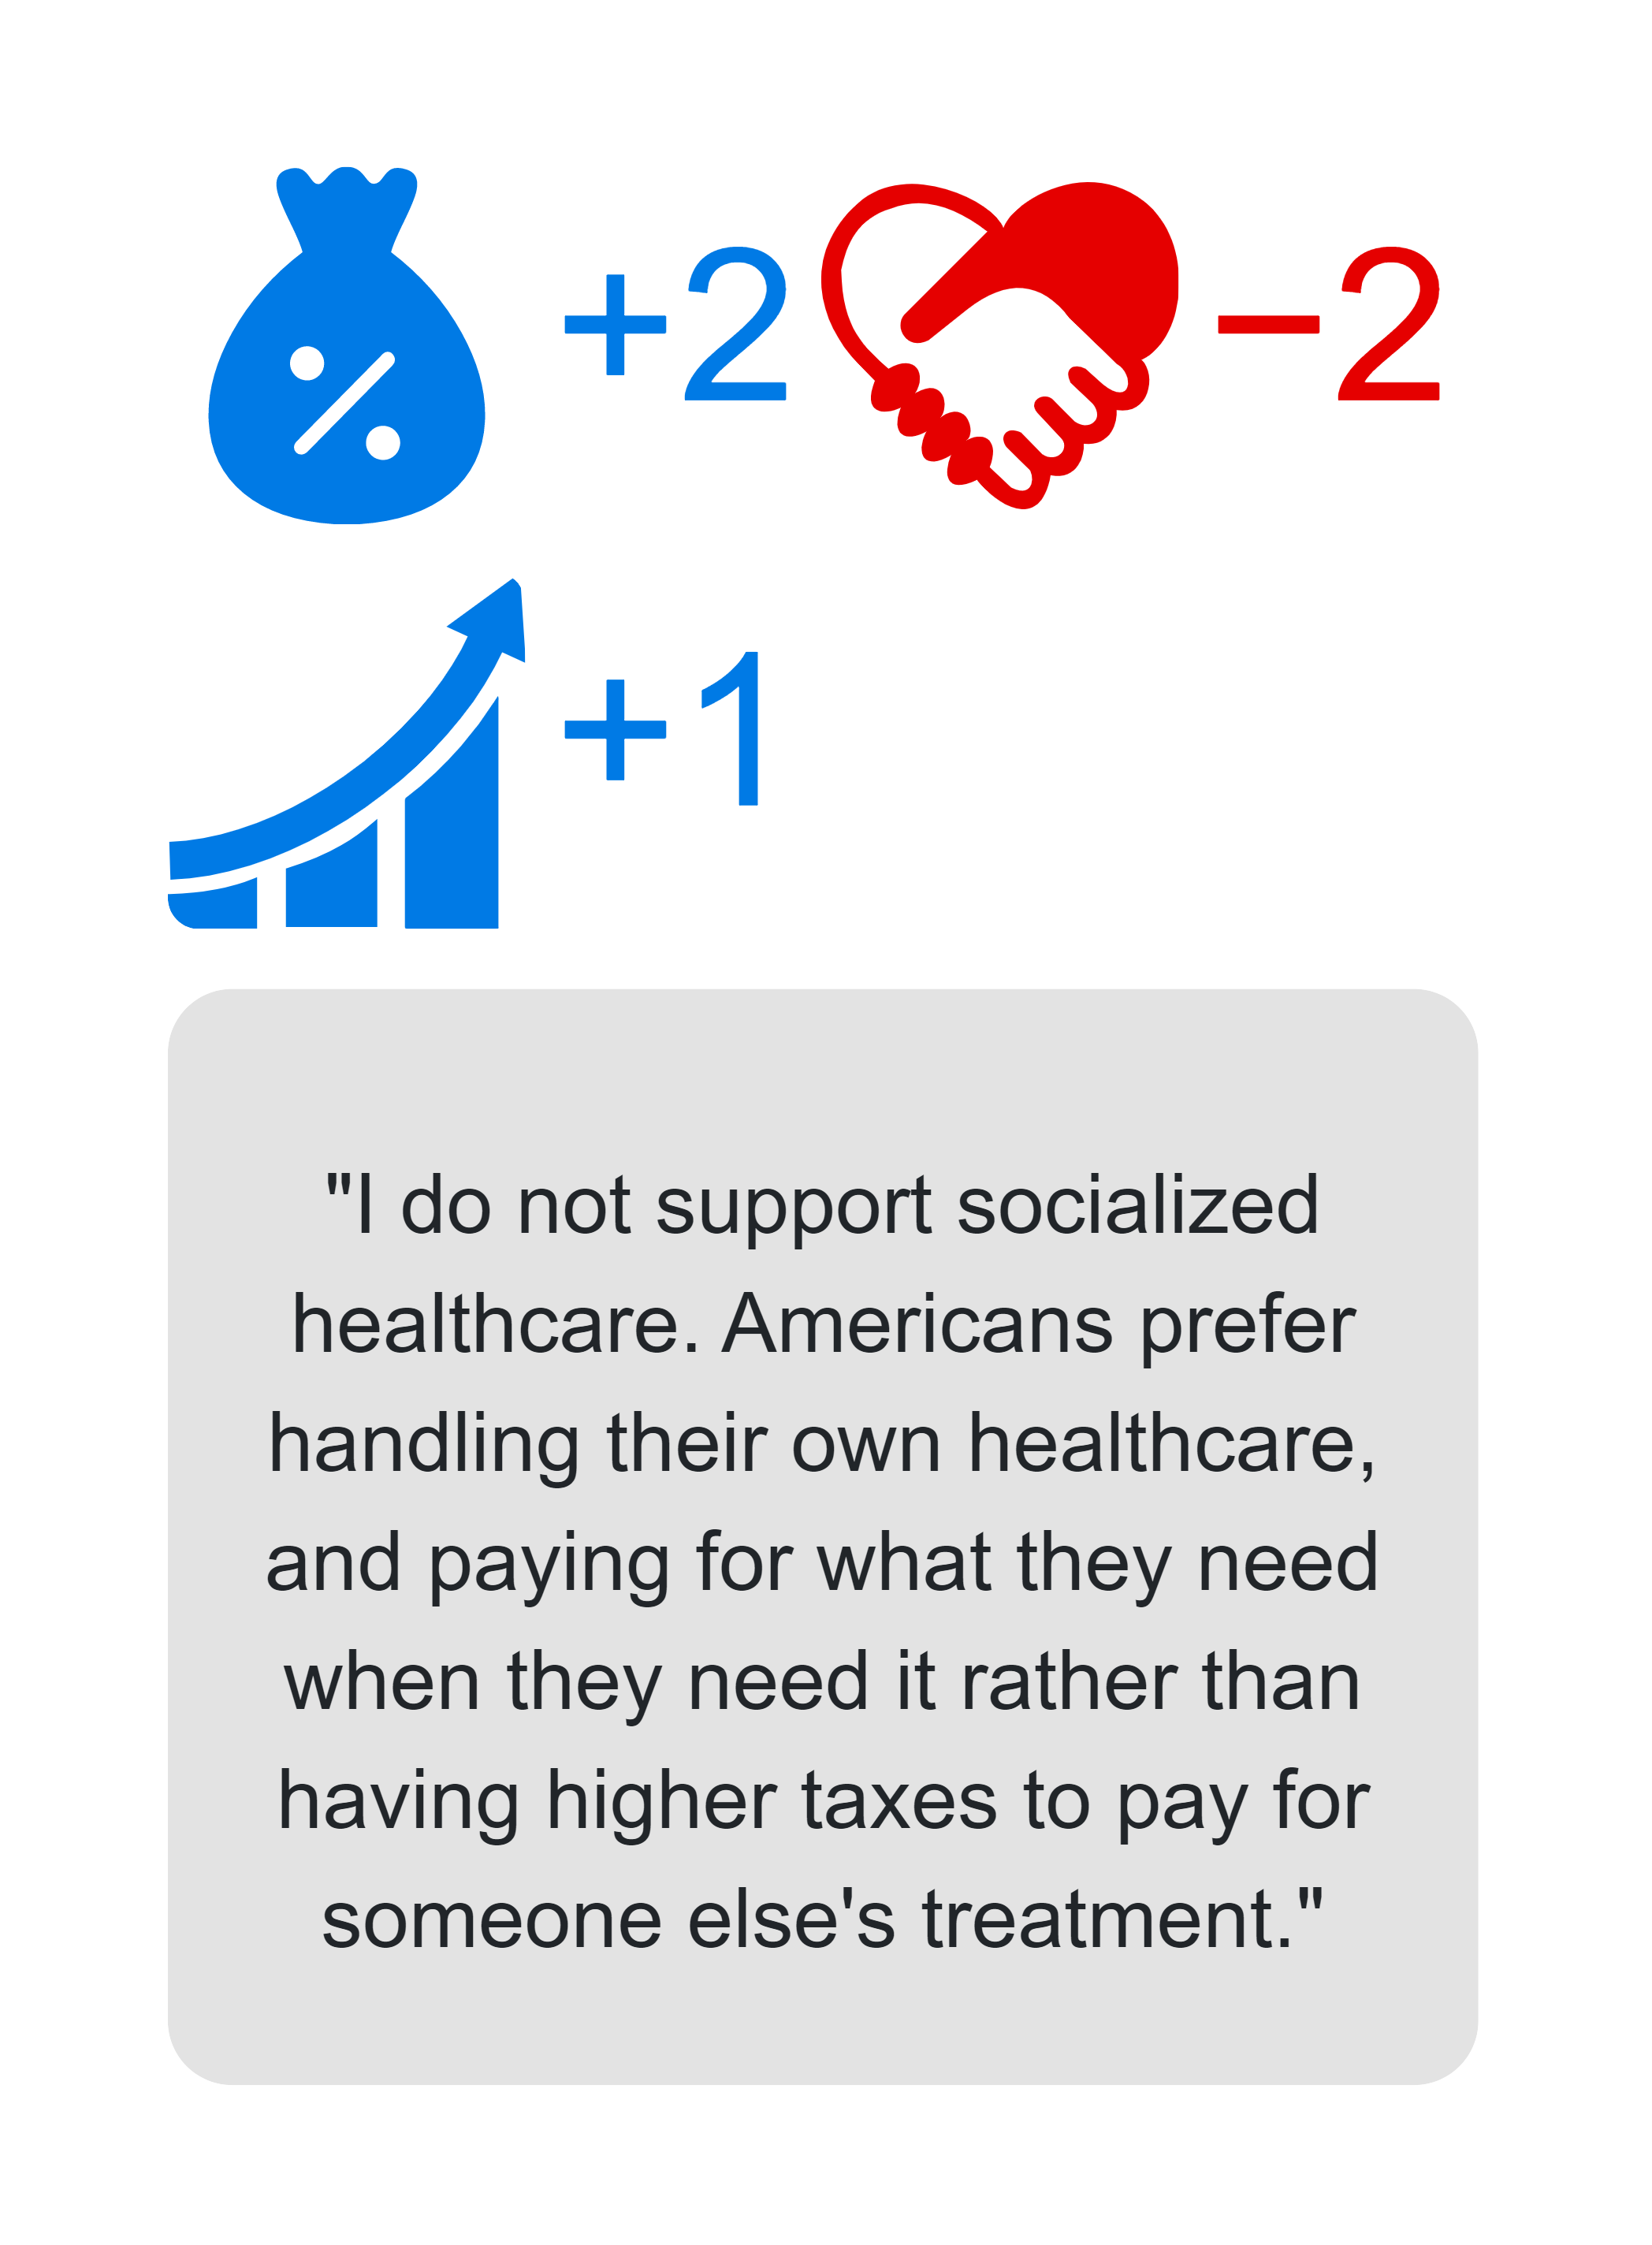 +2 −2
+1
"I do not support socialized
healthcare. Americans prefer
handling their own healthcare,
and paying for what they need
when they need it rather than
having higher taxes to pay for
someone else's treatment."